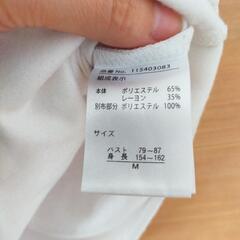 品番 No. 115403083
組成表示
本体 ポリエステル 65%
レーヨン 35%
別布部分 ポリエステル 100%
サイズ
バスト 79~87
身長 154~162
M